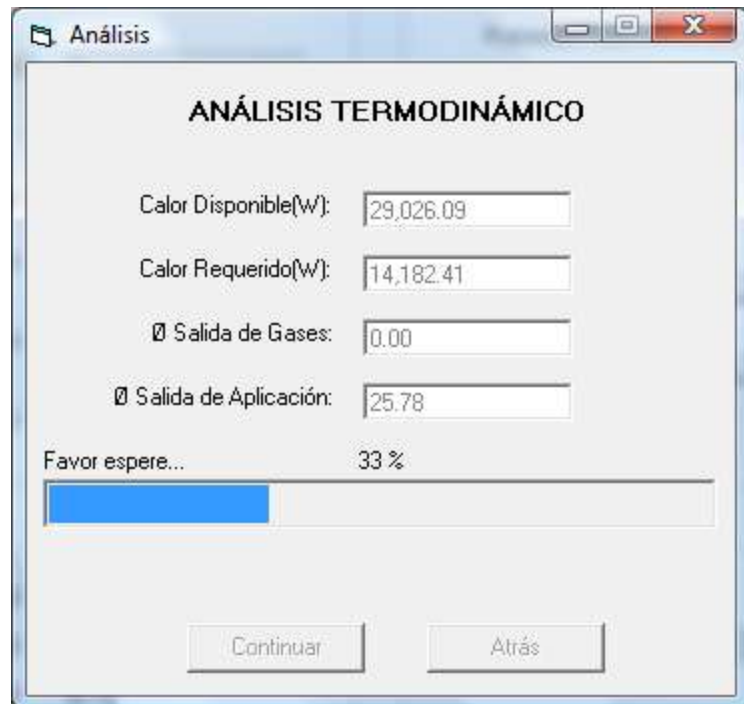 Análisis
ANÁLISIS TERMODINÁMICO
Calor Disponible(W): 29,026.09
Calor Requerido(W): 14,182.41
Ø Salida de Gases: 0.00
Ø Salida de Aplicación: 25.78
Favor espere... 33 %
Continuar Atrás